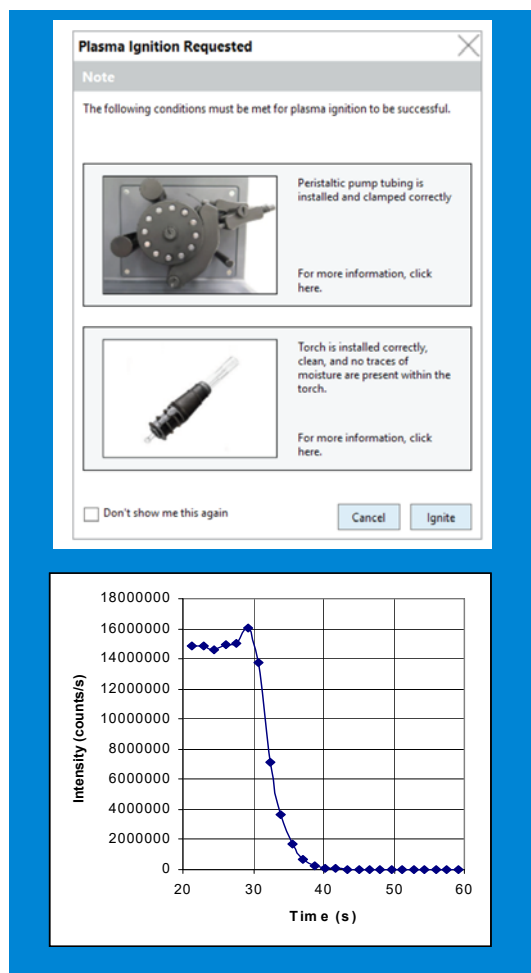 Plasma Ignition Requested
Note
The following conditions must be met for plasma ignition to be successful.
Peristaltic pump tubing is
installed and clamped correctly
For more information, click
here.
Torch is installed correctly,
clean, and no traces of
moisture are present within the
torch.
For more information, click
here.
Don't show me this again
Cancel
Ignite
18000000
16000000
14000000
12000000
10000000
8000000
6000000
4000000
2000000
0
Intensity (counts/s)
20 30 40 50 60
Time (s)